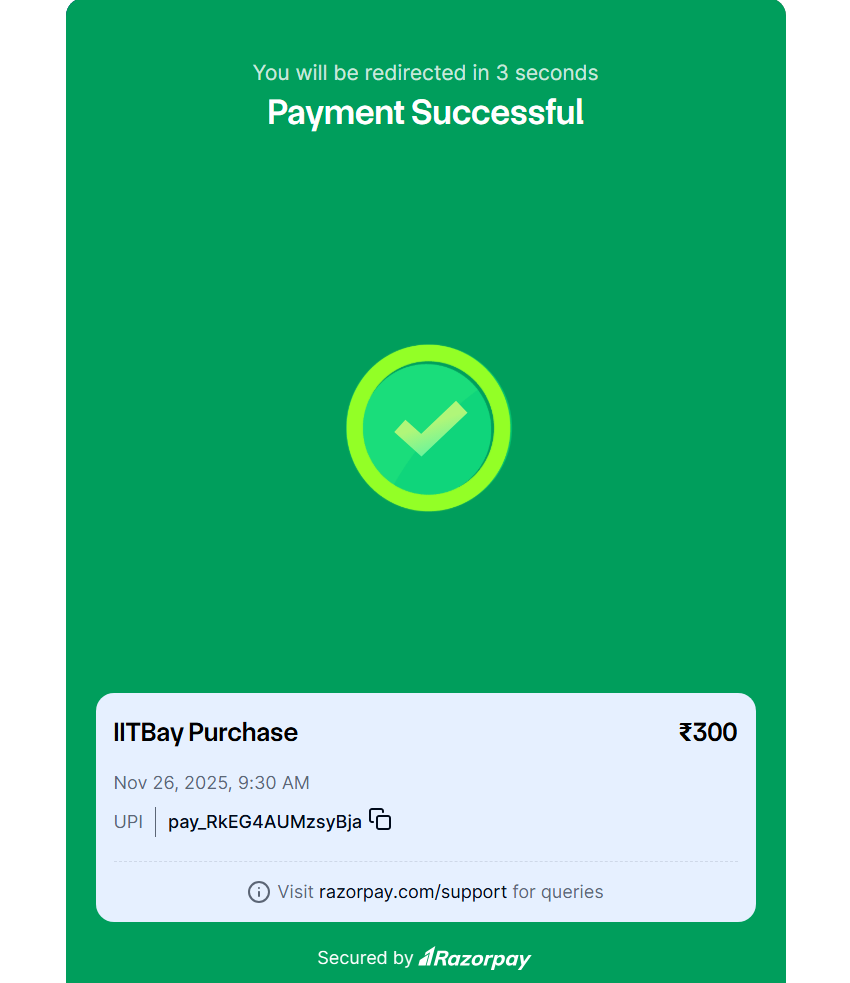 You will be redirected in 3 seconds
Payment Successful
IITBay Purchase ₹300
Nov 26, 2025, 9:30 AM
UPI pay_RkEG4AUMzsyBja
Visit razorpay.com/support for queries
Secured by Razorpay